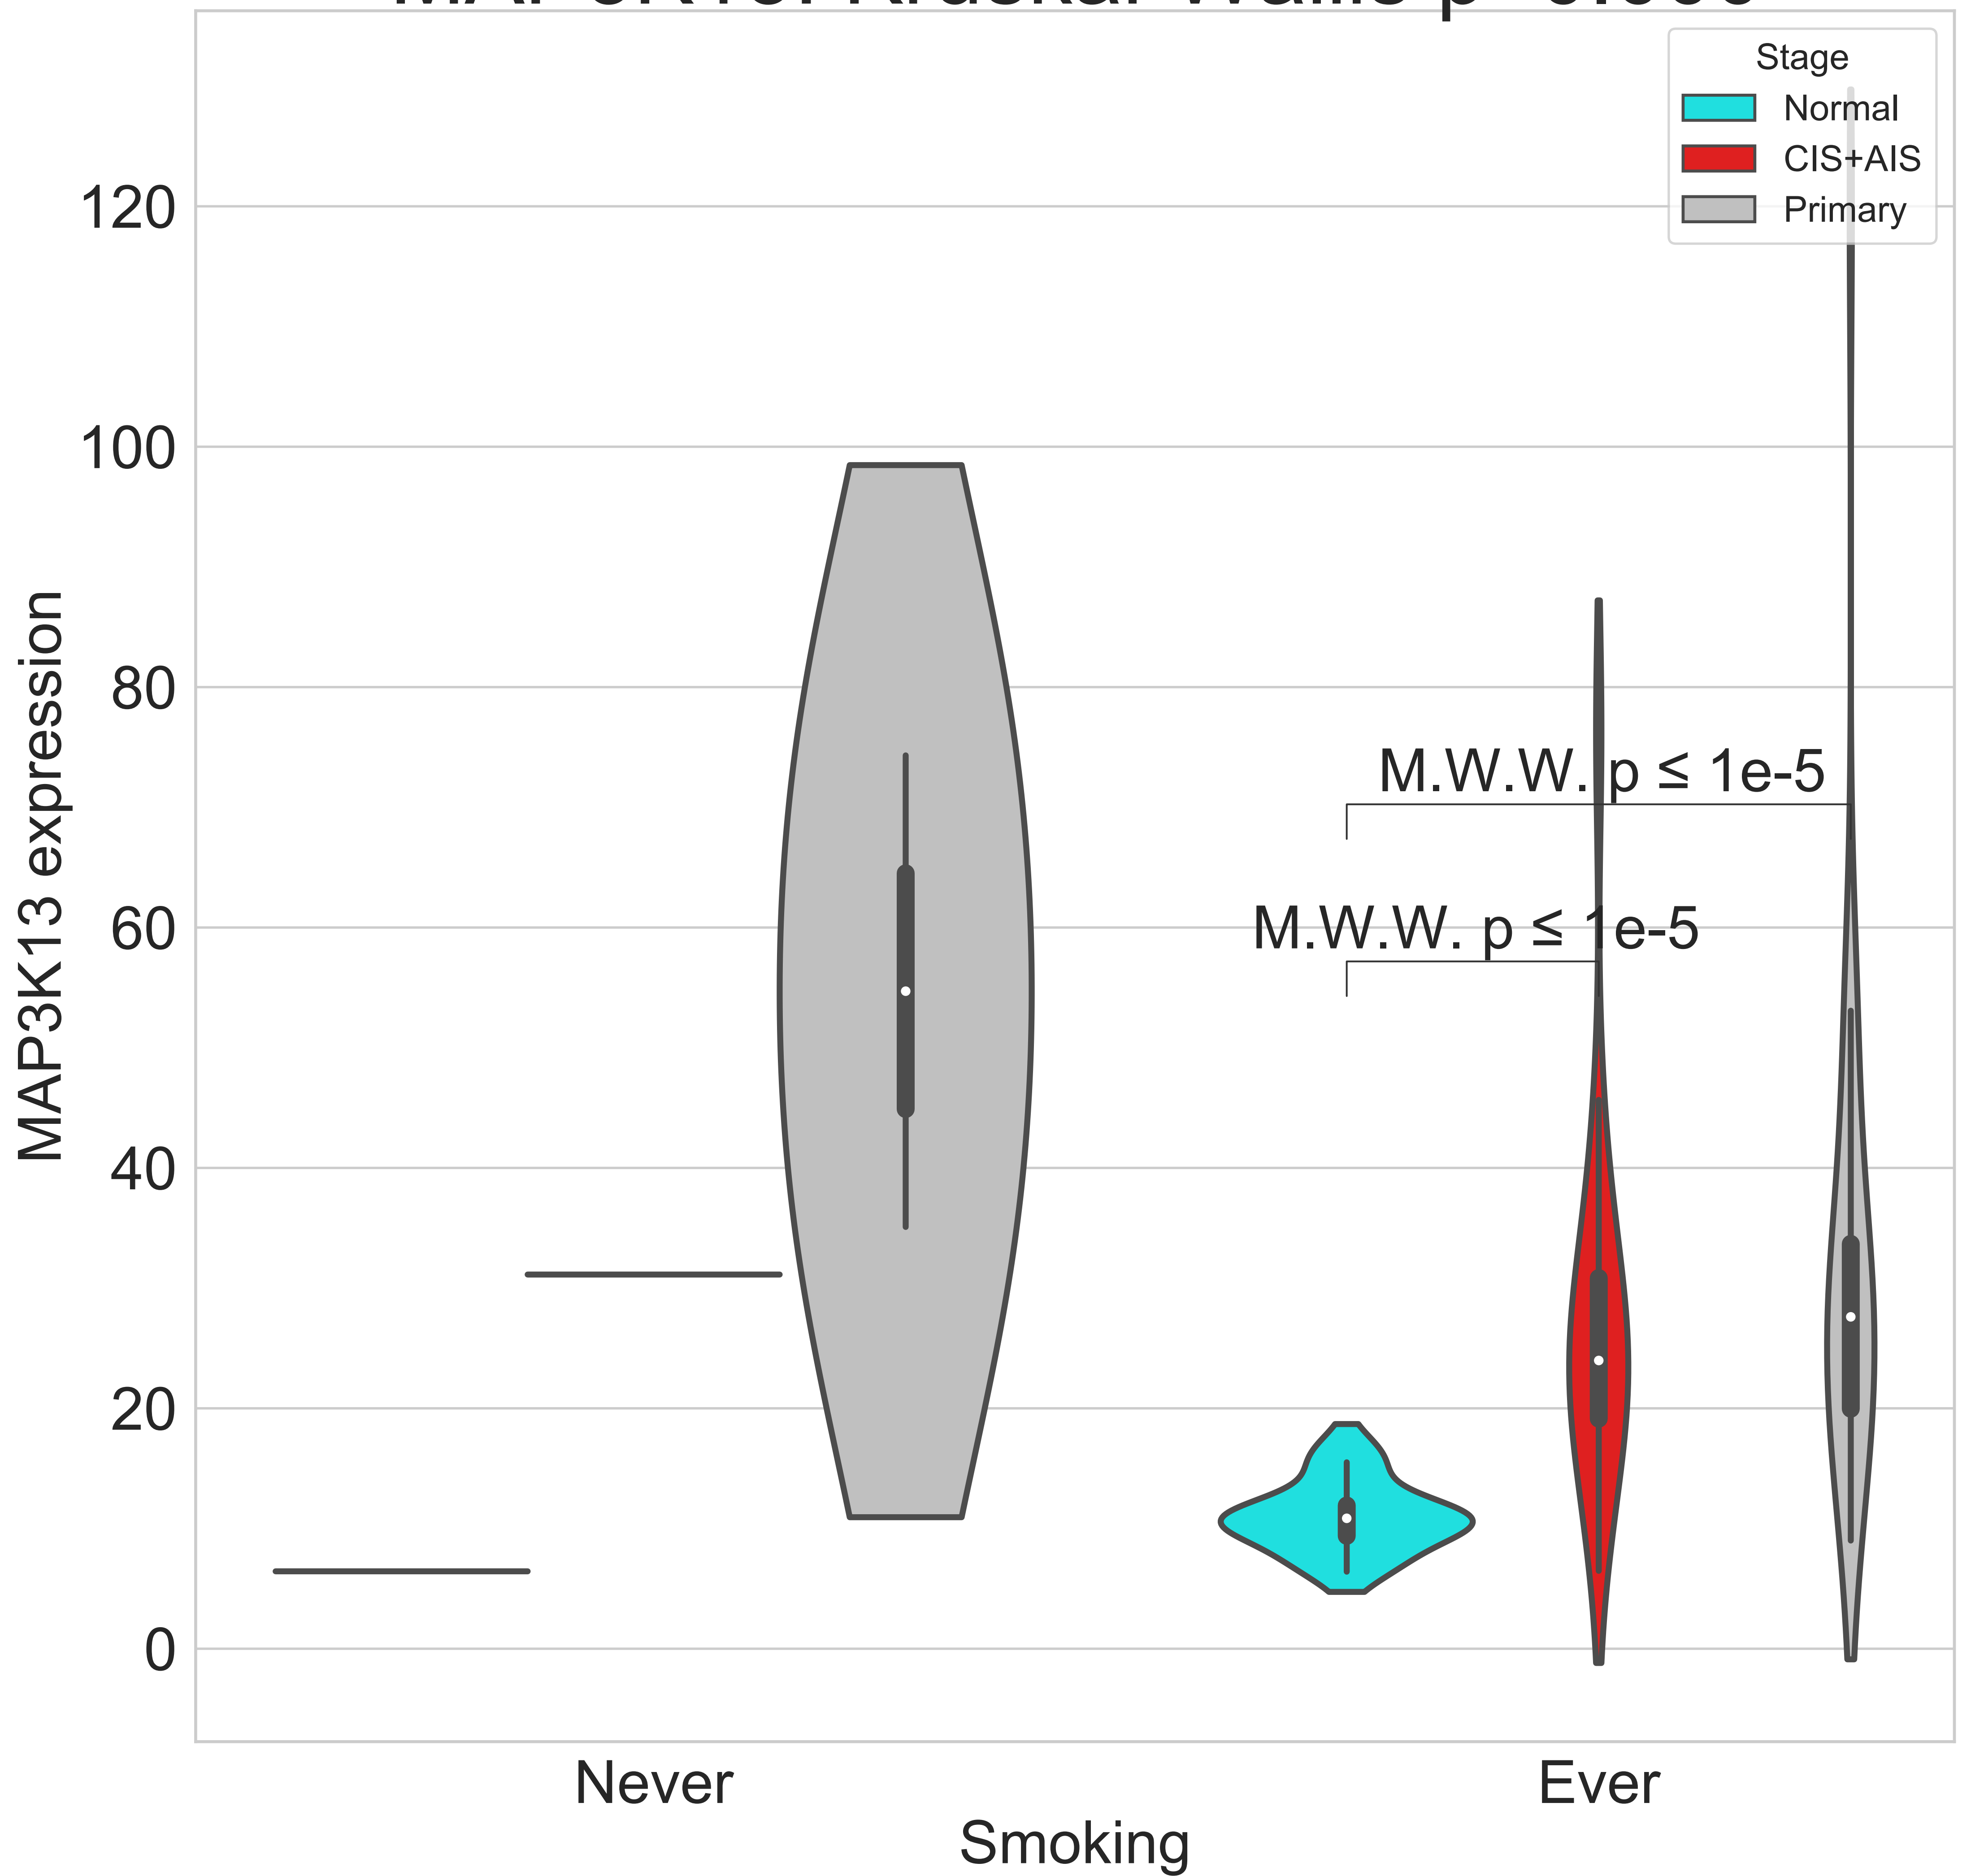 Stage
Normal
CIS+AIS
Primary
120
100
80
60
40
20
0
MAP3K13 expression
M.W.W. p ≤ 1e-5
M.W.W. p ≤ 1e-5
Never
Ever
Smoking